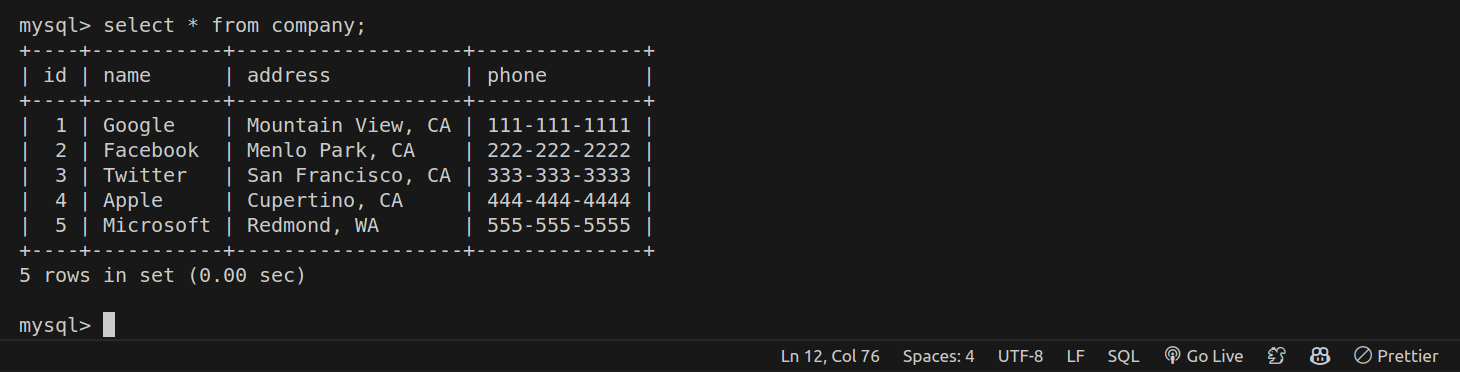 mysql> select * from company;
+----+-----------+-------------------+--------------+
| id | name      | address           | phone        |
+----+-----------+-------------------+--------------+
|  1 | Google    | Mountain View, CA | 111-111-1111 |
|  2 | Facebook  | Menlo Park, CA    | 222-222-2222 |
|  3 | Twitter   | San Francisco, CA | 333-333-3333 |
|  4 | Apple     | Cupertino, CA     | 444-444-4444 |
|  5 | Microsoft | Redmond, WA       | 555-555-5555 |
+----+-----------+-------------------+--------------+
5 rows in set (0.00 sec)
mysql>
Ln 12, Col 76 Spaces: 4 UTF-8 LF SQL Go Live Prettier